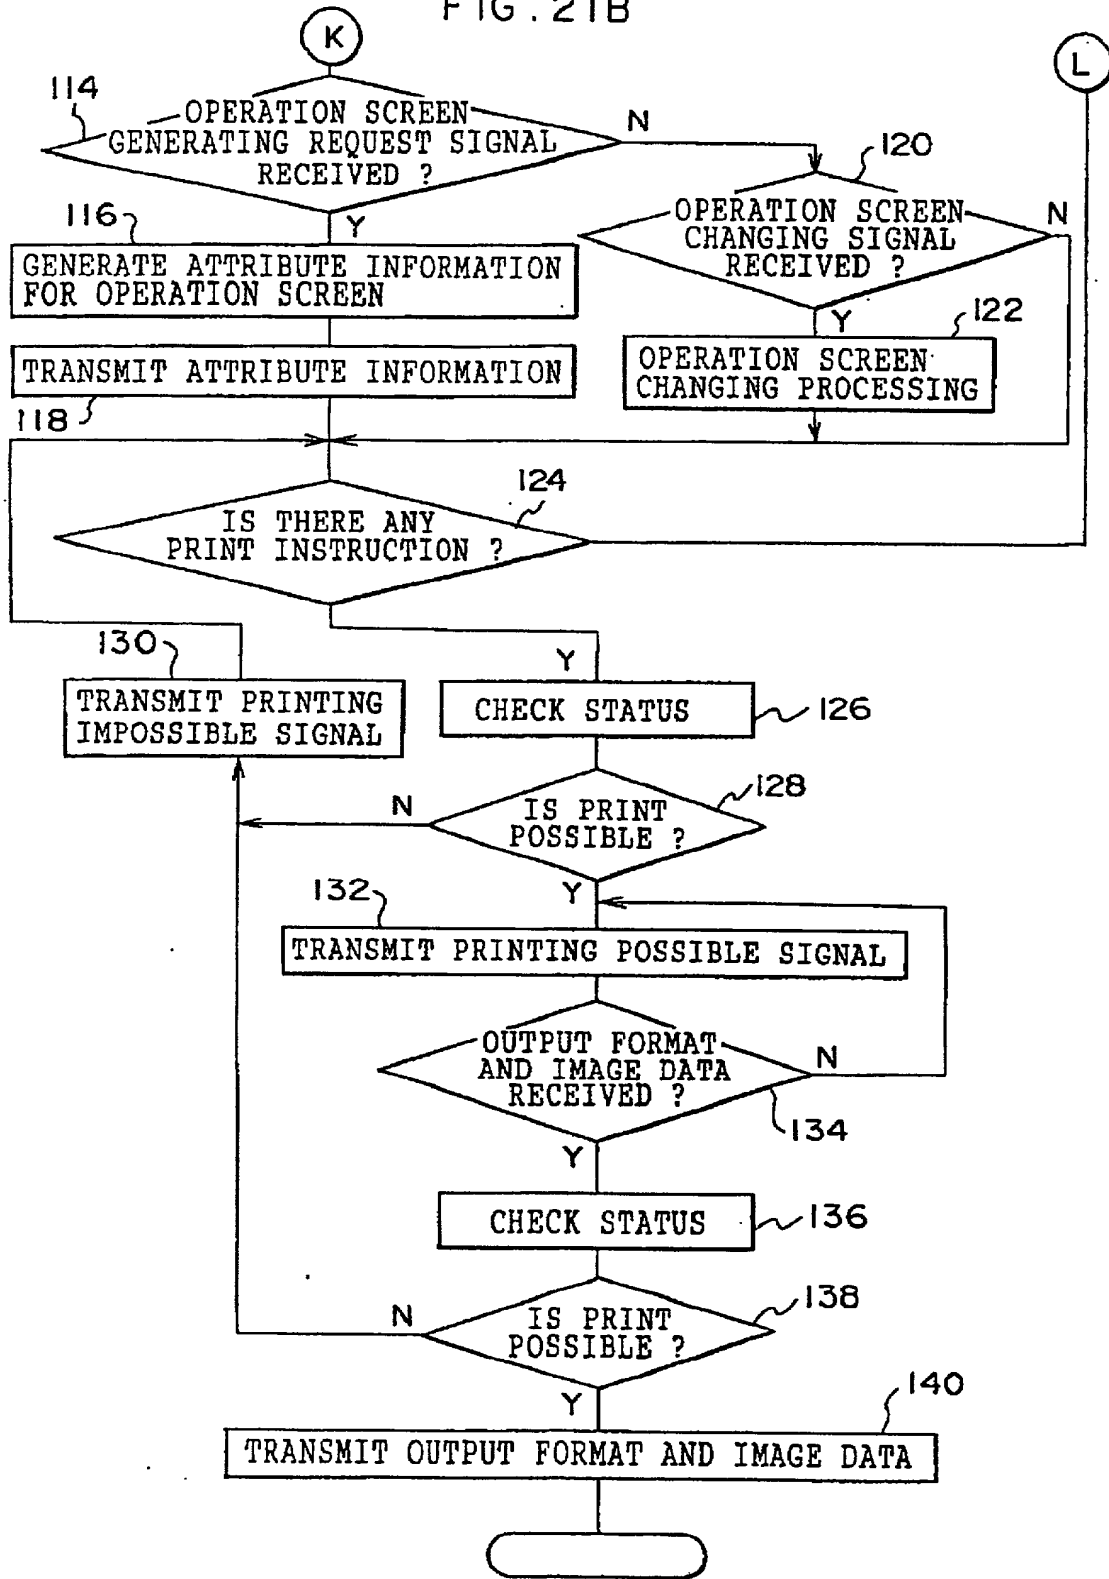 FIG. 21B
K
L
114
OPERATION SCREEN
GENERATING REQUEST SIGNAL
RECEIVED ?
N
Y
120
OPERATION SCREEN
CHANGING SIGNAL
RECEIVED ?
N
Y
116
GENERATE ATTRIBUTE INFORMATION
FOR OPERATION SCREEN
122
OPERATION SCREEN
CHANGING PROCESSING
TRANSMIT ATTRIBUTE INFORMATION
118
124
IS THERE ANY
PRINT INSTRUCTION ?
Y
130
TRANSMIT PRINTING
IMPOSSIBLE SIGNAL
CHECK STATUS
126
128
IS PRINT
POSSIBLE ?
N
Y
132
TRANSMIT PRINTING POSSIBLE SIGNAL
OUTPUT FORMAT
AND IMAGE DATA
RECEIVED ?
N
134
Y
CHECK STATUS
136
138
IS PRINT
POSSIBLE ?
N
Y
140
TRANSMIT OUTPUT FORMAT AND IMAGE DATA